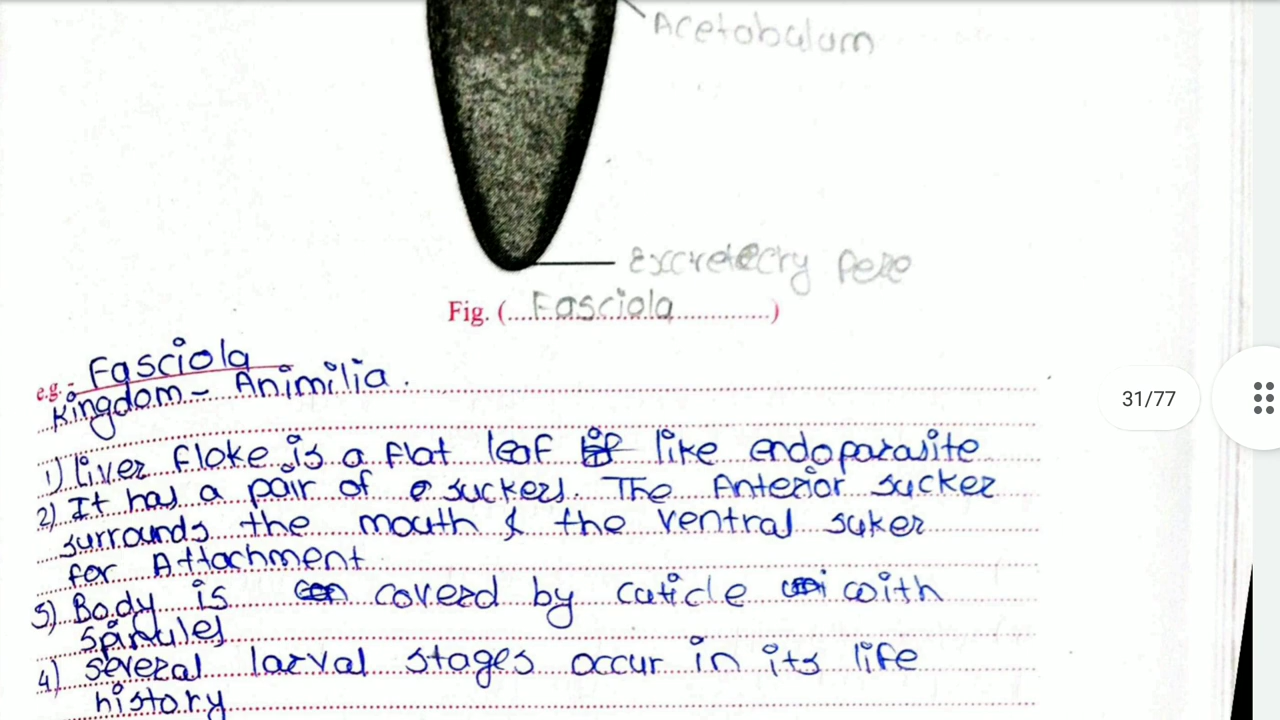 Acetabulam
Excretecry Pere
Fig. (....Fasciola..................)
e.g.:- Fasciola
Kingdom - Animilia.
1) liver floke is a flat leaf like endoparasite
2) It has a pair of suckers. The Anterior sucker
surrounds the mouth & the ventral suker
for Attachment
3) Body is coverd by cuticle with
spinules
4) several larval stages occur in its life
history
31/77